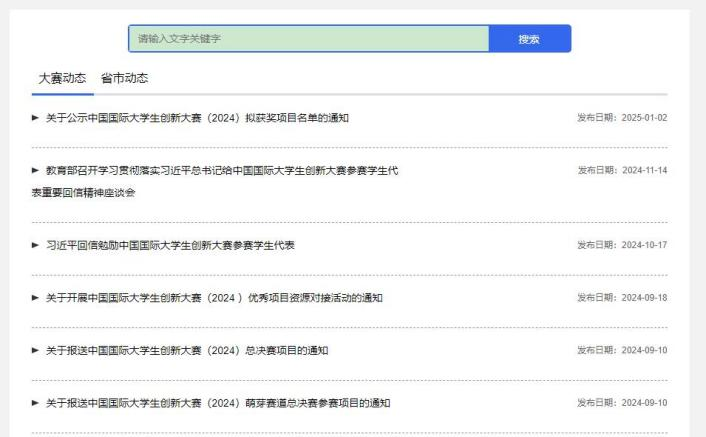 请输入文字关键字
搜索
大赛动态 省市动态
► 关于公示中国国际大学生创新大赛（2024）拟获奖项目名单的通知 发布日期：2025-01-02
► 教育部召开学习贯彻落实习近平总书记给中国国际大学生创新大赛参赛学生代 发布日期：2024-11-14
表重要回信精神座谈会
► 习近平回信勉励中国国际大学生创新大赛参赛学生代表 发布日期：2024-10-17
► 关于开展中国国际大学生创新大赛（2024 ）优秀项目资源对接活动的通知 发布日期：2024-09-18
► 关于报送中国国际大学生创新大赛（2024）总决赛项目的通知 发布日期：2024-09-10
► 关于报送中国国际大学生创新大赛（2024）萌芽赛道总决赛参赛项目的通知 发布日期：2024-09-10